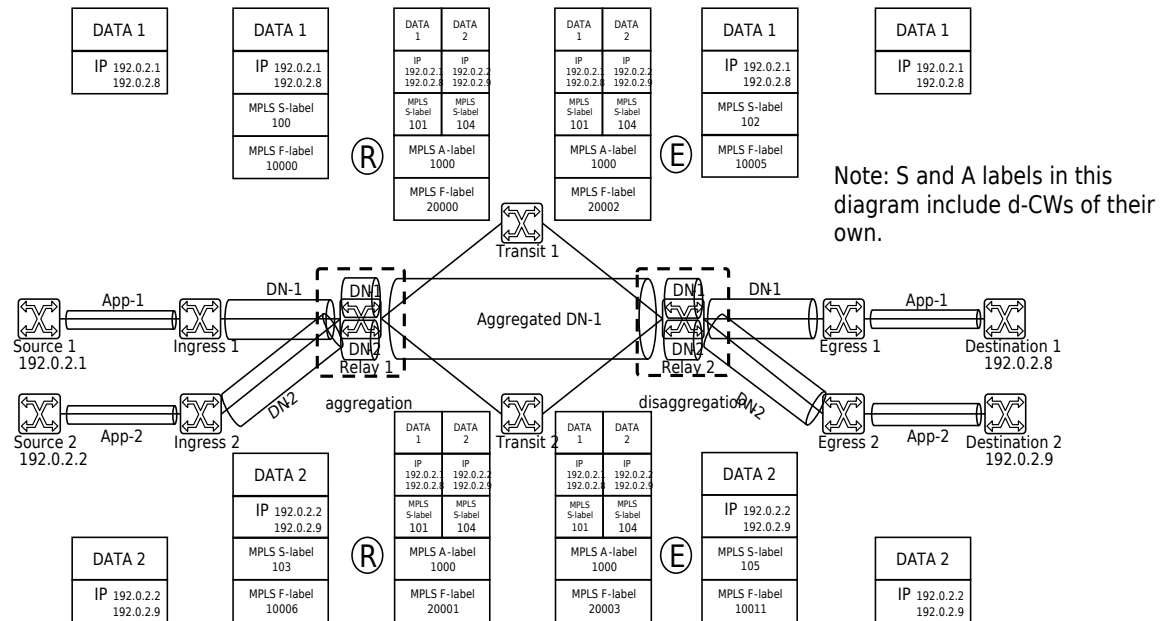 DATA 1
IP 192.0.2.1
192.0.2.8
DATA 1
IP 192.0.2.1
192.0.2.8
MPLS S-label
100
MPLS F-label
10000
R
DATA
1
DATA
2
IP
192.0.2.1
192.0.2.8
IP
192.0.2.2
192.0.2.9
MPLS
S-label
101
MPLS
S-label
104
MPLS A-label
1000
MPLS F-label
20000
DATA
1
DATA
2
IP
192.0.2.1
192.0.2.8
IP
192.0.2.2
192.0.2.9
MPLS
S-label
101
MPLS
S-label
104
MPLS A-label
1000
MPLS F-label
20002
E
DATA 1
IP 192.0.2.1
192.0.2.8
MPLS S-label
102
MPLS F-label
10005
DATA 1
IP 192.0.2.1
192.0.2.8
Note: S and A labels in this
diagram include d-CWs of their
own.
Transit 1
Source 1
192.0.2.1
App-1
Ingress 1
DN-1
DN-1
DN-2
Relay 1
aggregation
Aggregated DN-1
DN-1
DN-2
Relay 2
disaggregation
DN-1
Egress 1
App-1
Destination 1
192.0.2.8
Source 2
192.0.2.2
App-2
Ingress 2
DN-2
Transit 2
DN-2
Egress 2
App-2
Destination 2
192.0.2.9
DATA 2
IP 192.0.2.2
192.0.2.9
DATA 2
IP 192.0.2.2
192.0.2.9
MPLS S-label
103
MPLS F-label
10006
R
DATA
1
DATA
2
IP
192.0.2.1
192.0.2.8
IP
192.0.2.2
192.0.2.9
MPLS
S-label
101
MPLS
S-label
104
MPLS A-label
1000
MPLS F-label
20001
DATA
1
DATA
2
IP
192.0.2.1
192.0.2.8
IP
192.0.2.2
192.0.2.9
MPLS
S-label
101
MPLS
S-label
104
MPLS A-label
1000
MPLS F-label
20003
E
DATA 2
IP 192.0.2.2
192.0.2.9
MPLS S-label
105
MPLS F-label
10011
DATA 2
IP 192.0.2.2
192.0.2.9